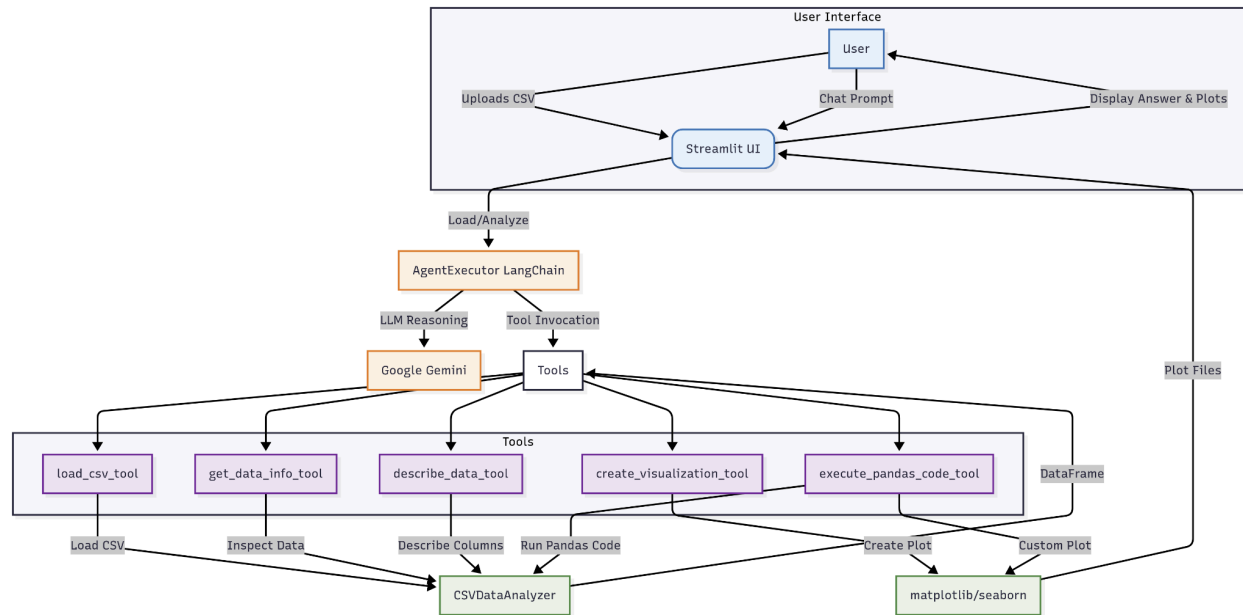 User Interface
User
Uploads CSV
Chat Prompt
Display Answer & Plots
Streamlit UI
Load/Analyze
AgentExecutor LangChain
LLM Reasoning
Tool Invocation
Google Gemini
Tools
Plot Files
Tools
load_csv_tool
get_data_info_tool
describe_data_tool
create_visualization_tool
execute_pandas_code_tool
DataFrame
Load CSV
Inspect Data
Describe Columns
Run Pandas Code
Create Plot
Custom Plot
CSVDataAnalyzer
matplotlib/seaborn